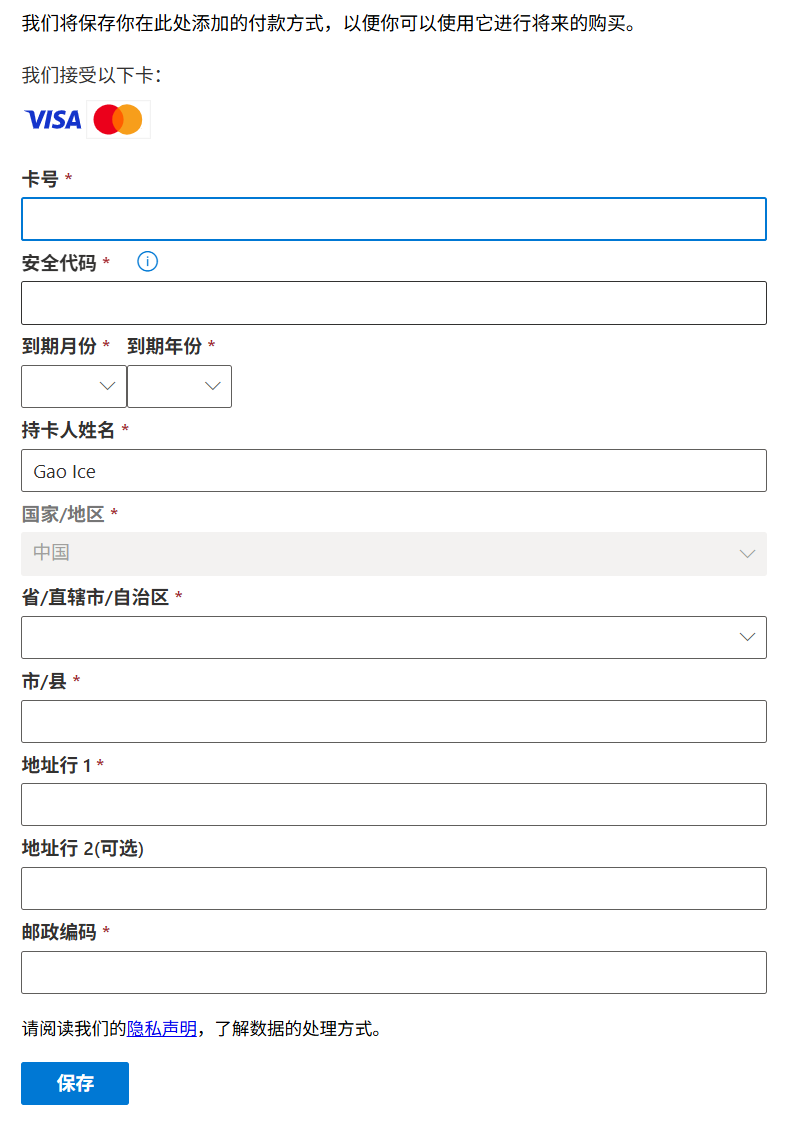 我们将保存你在此处添加的付款方式，以便你可以使用它进行将来的购买。
我们接受以下卡：
VISA
卡号 *
安全代码 *
到期月份 * 到期年份 *
持卡人姓名 *
Gao Ice
国家/地区 *
中国
省/直辖市/自治区 *
市/县 *
地址行 1 *
地址行 2(可选)
邮政编码 *
请阅读我们的隐私声明，了解数据的处理方式。
保存